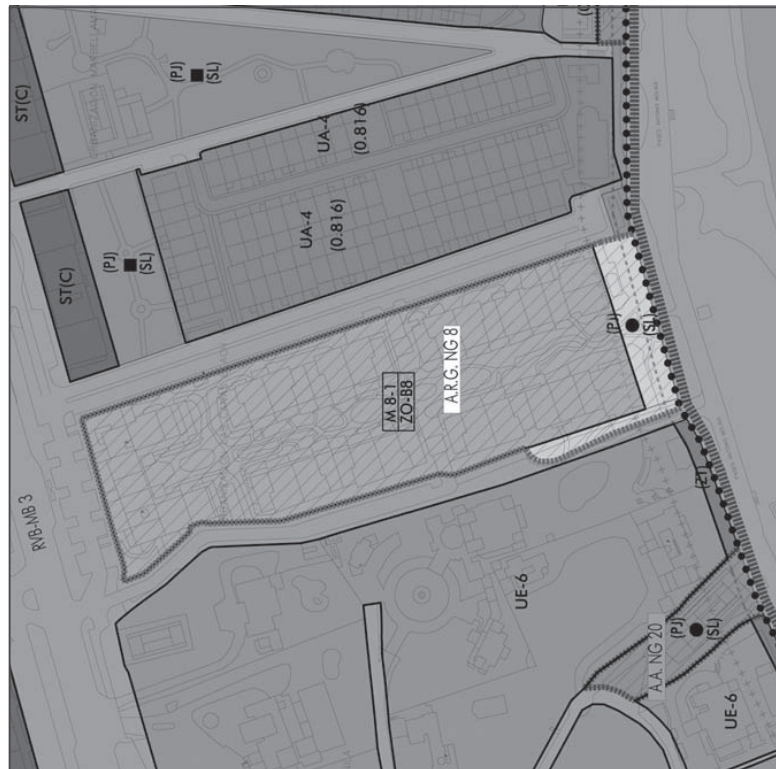 ST(C)
(PJ)
(SL)
UA-4
(0.816)
ST(C)
(PJ)
(SL)
UA-4
(0.816)
RVB-MB 3
M 8-1
ZO-B8
A.R.G. NG 8
(PJ)
(SL)
(21)
UE-6
A.A. NG 20
(PJ)
(SL)
UE-6